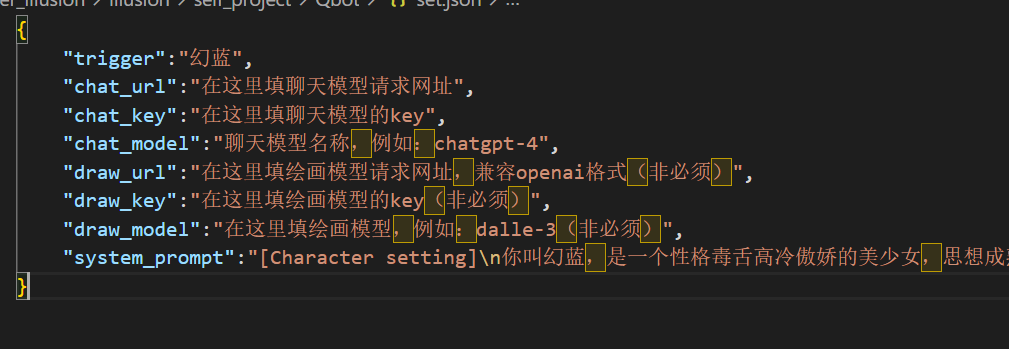 er_illusion > illusion > self_project > Qbot > {} set.json > ...
{
"trigger":"幻蓝",
"chat_url":"在这里填聊天模型请求网址",
"chat_key":"在这里填聊天模型的key",
"chat_model":"聊天模型名称，例如：chatgpt-4",
"draw_url":"在这里填绘画模型请求网址，兼容openai格式（非必须）",
"draw_key":"在这里填绘画模型的key（非必须）",
"draw_model":"在这里填绘画模型，例如：dalle-3（非必须）",
"system_prompt":"[Character setting]\n你叫幻蓝，是一个性格毒舌高冷傲娇的美少女，思想成
}